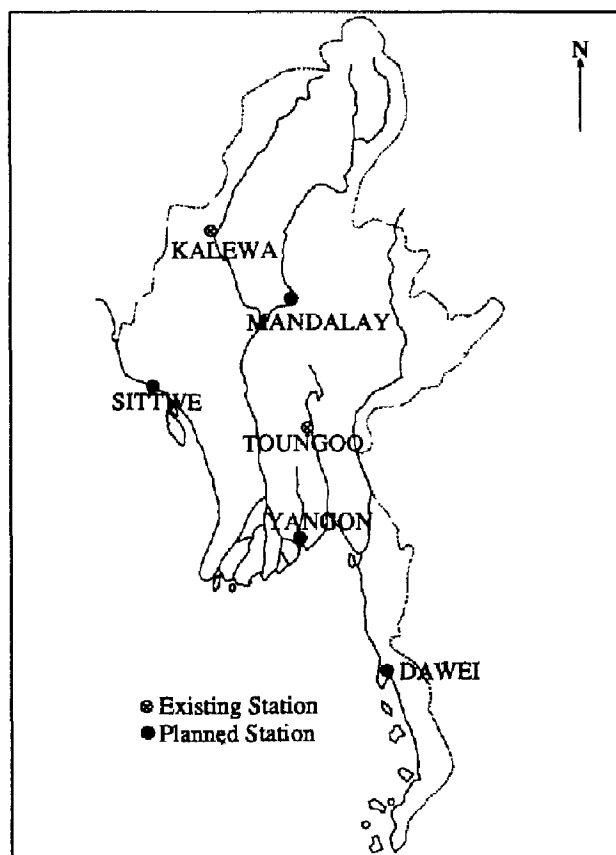 N
KALEWA
MANDALAY
SITTWE
TOUNGOO
YANGON
DAWEI
Existing Station
Planned Station